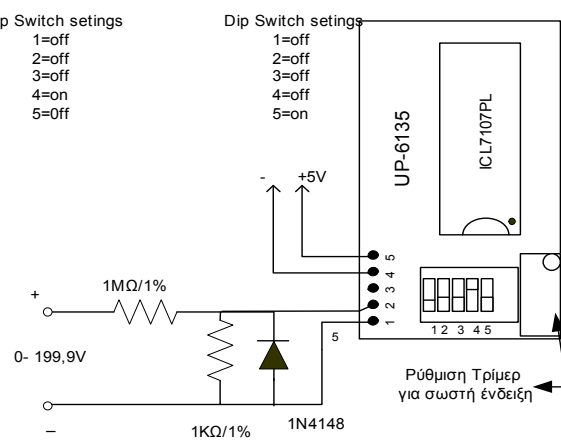 p Switch setings
1=off
2=off
3=off
4=on
5=0ff
Dip Switch setings
1=off
2=off
3=off
4=off
5=on
UP-6135
ICL7107PL
-
+5V
5
4
3
2
1
1 2 3 4 5
5
+
1MΩ/1%
0- 199,9V
1KΩ/1%
1N4148
–
Ρύθμιση Τρίμερ
για σωστή ένδειξη